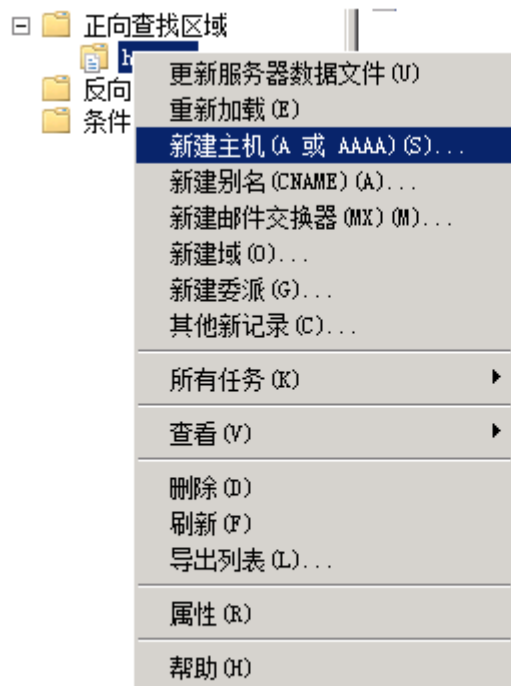 正向查找区域
反向
条件
更新服务器数据文件(U)
重新加载(E)
新建主机(A 或 AAAA)(S)...
新建别名(CNAME)(A)...
新建邮件交换器(MX)(M)...
新建域(O)...
新建委派(G)...
其他新记录(C)...
所有任务(K)
查看(V)
删除(D)
刷新(F)
导出列表(L)...
属性(R)
帮助(H)